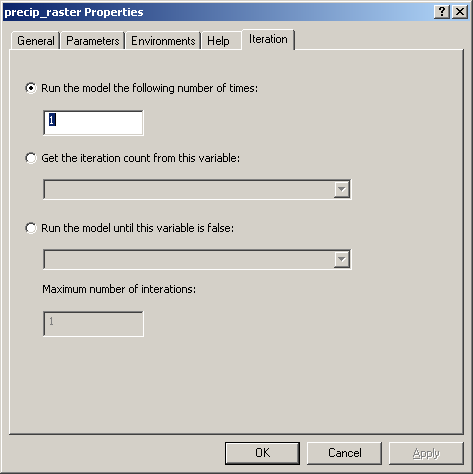 precip_raster Properties
General Parameters Environments Help Iteration
Run the model the following number of times:
1
Get the iteration count from this variable:
Run the model until this variable is false:
Maximum number of interations:
1
OK Cancel Apply